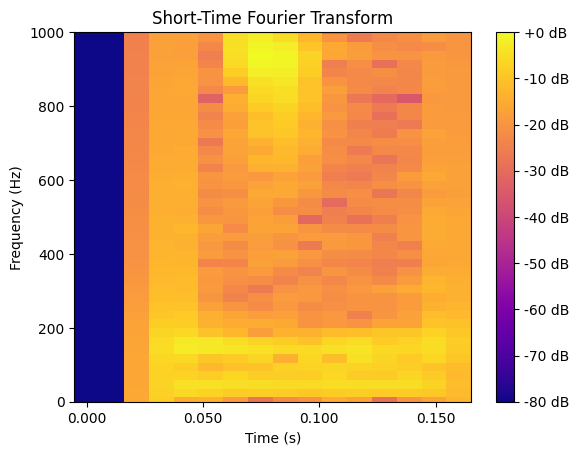 Short-Time Fourier Transform
1000
800
600
400
200
0
Frequency (Hz)
0.000
0.050
0.100
0.150
Time (s)
+0 dB
-10 dB
-20 dB
-30 dB
-40 dB
-50 dB
-60 dB
-70 dB
-80 dB